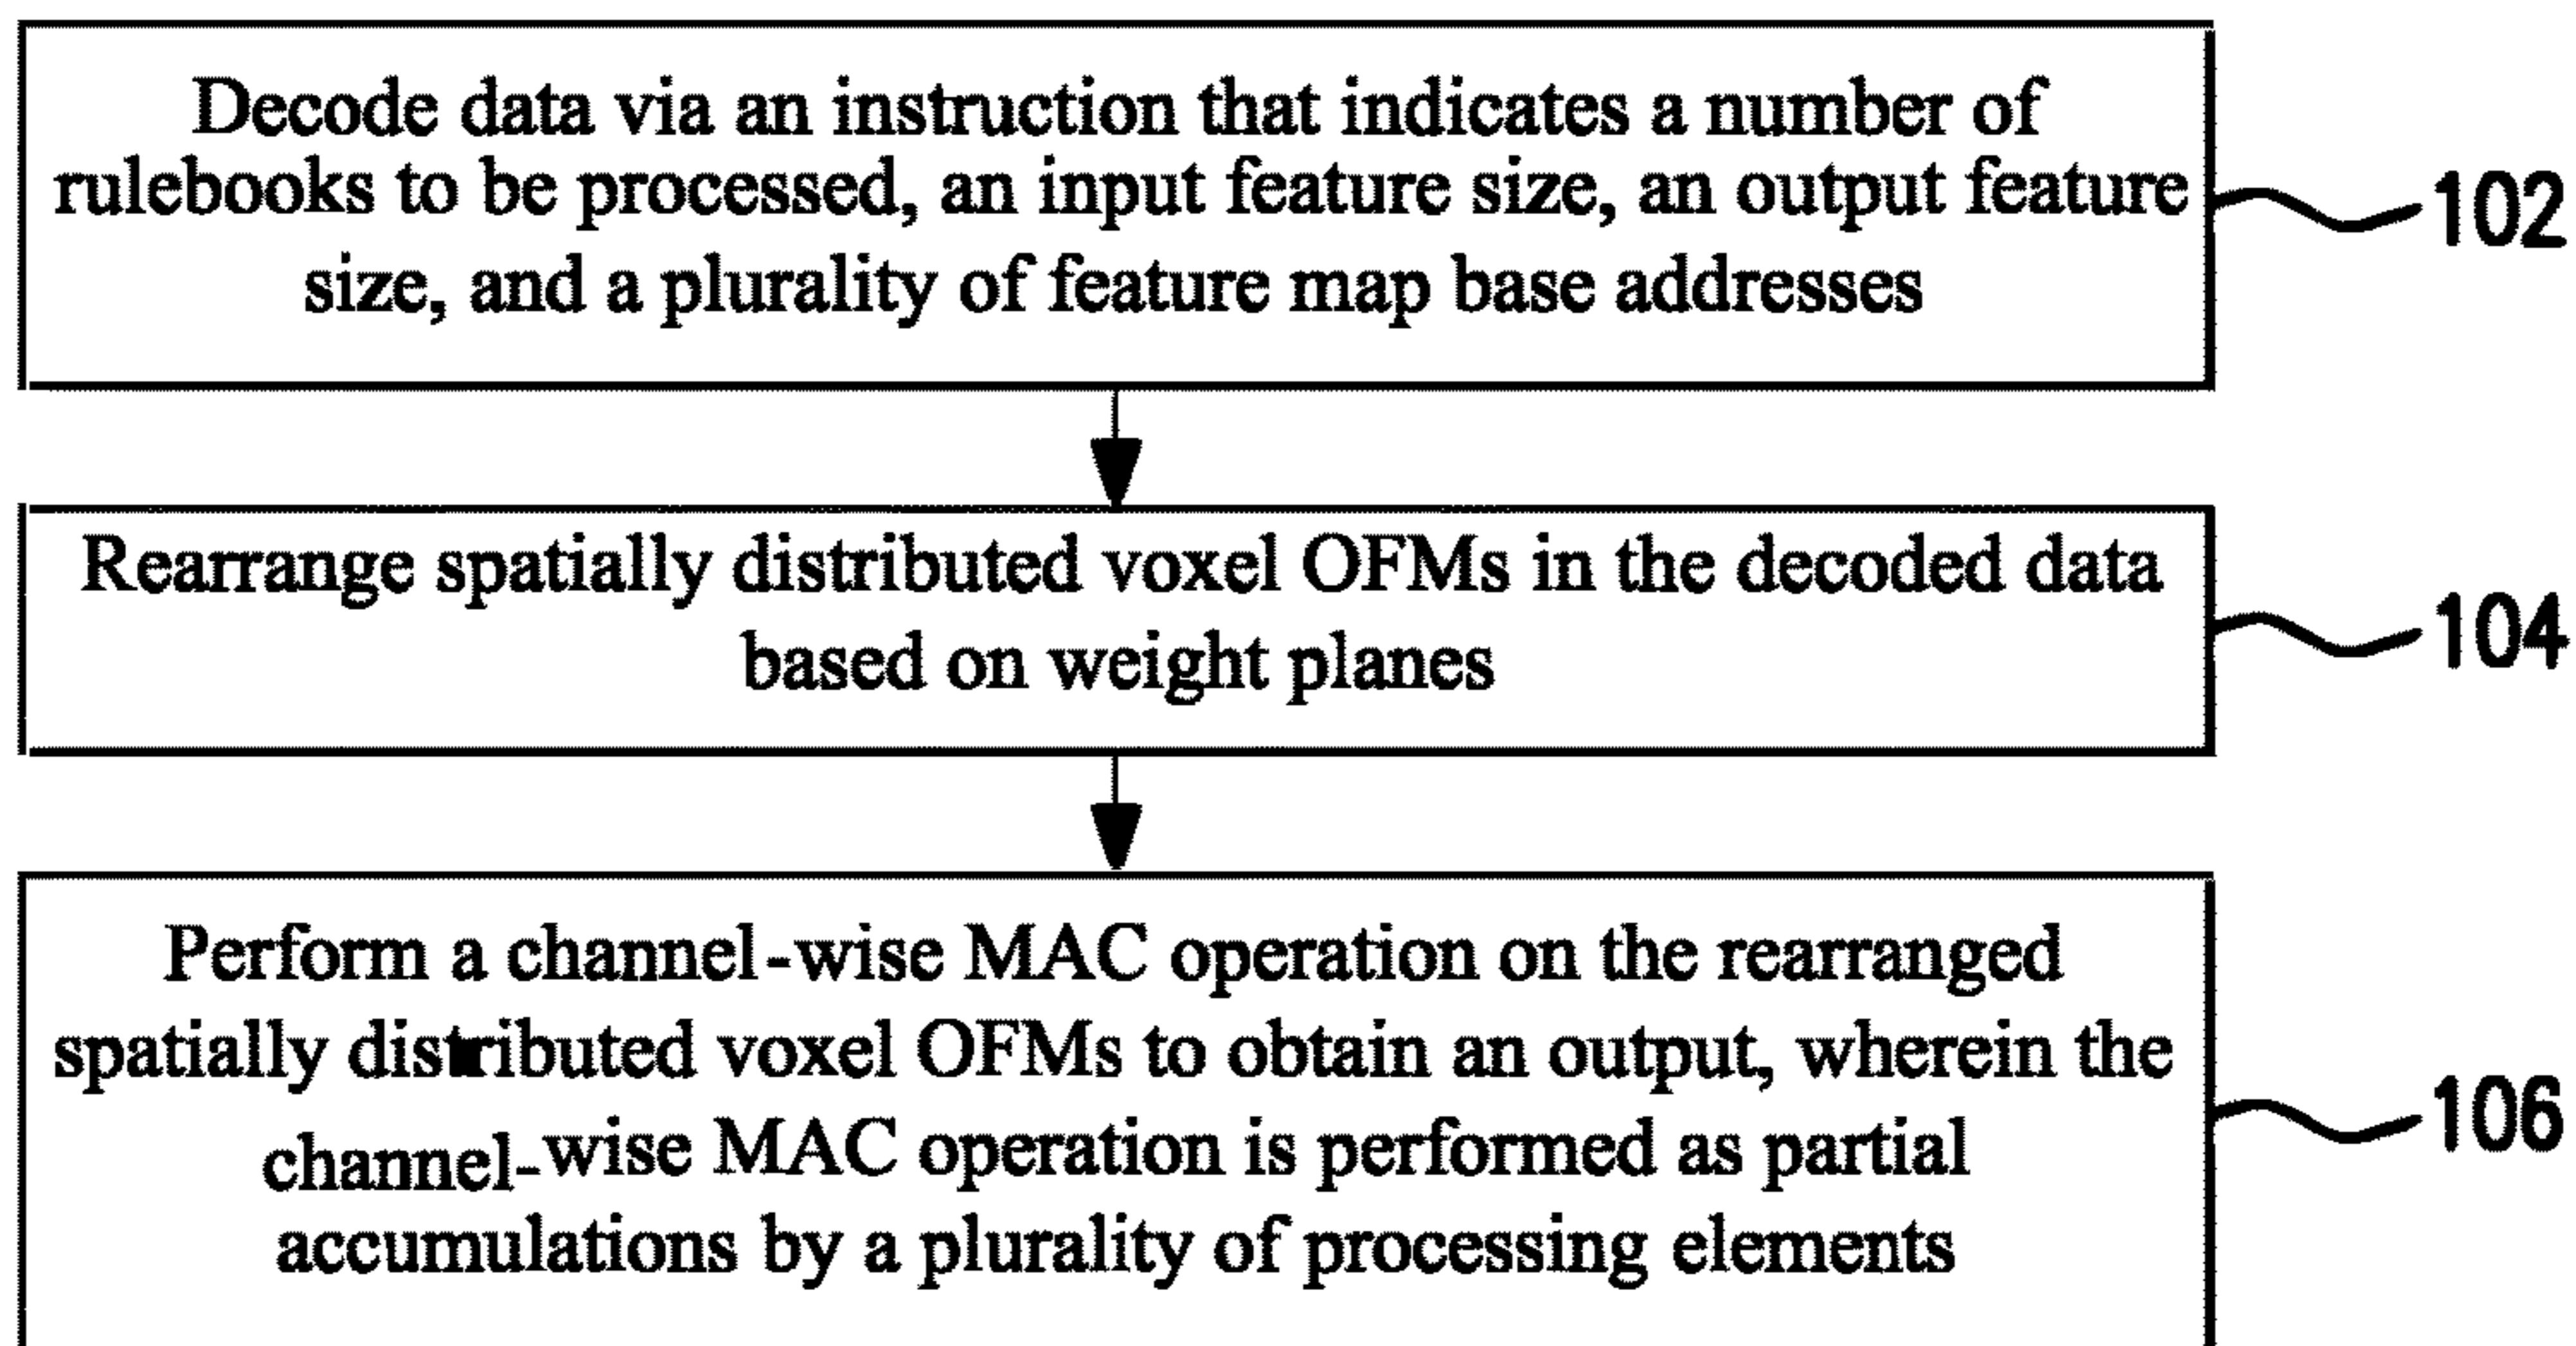 Decode data via an instruction that indicates a number of
rulebooks to be processed, an input feature size, an output feature
size, and a plurality of feature map base addresses
102
Rearrange spatially distributed voxel OFMs in the decoded data
based on weight planes
104
Perform a channel-wise MAC operation on the rearranged
spatially distributed voxel OFMs to obtain an output, wherein the
channel-wise MAC operation is performed as partial
accumulations by a plurality of processing elements
106